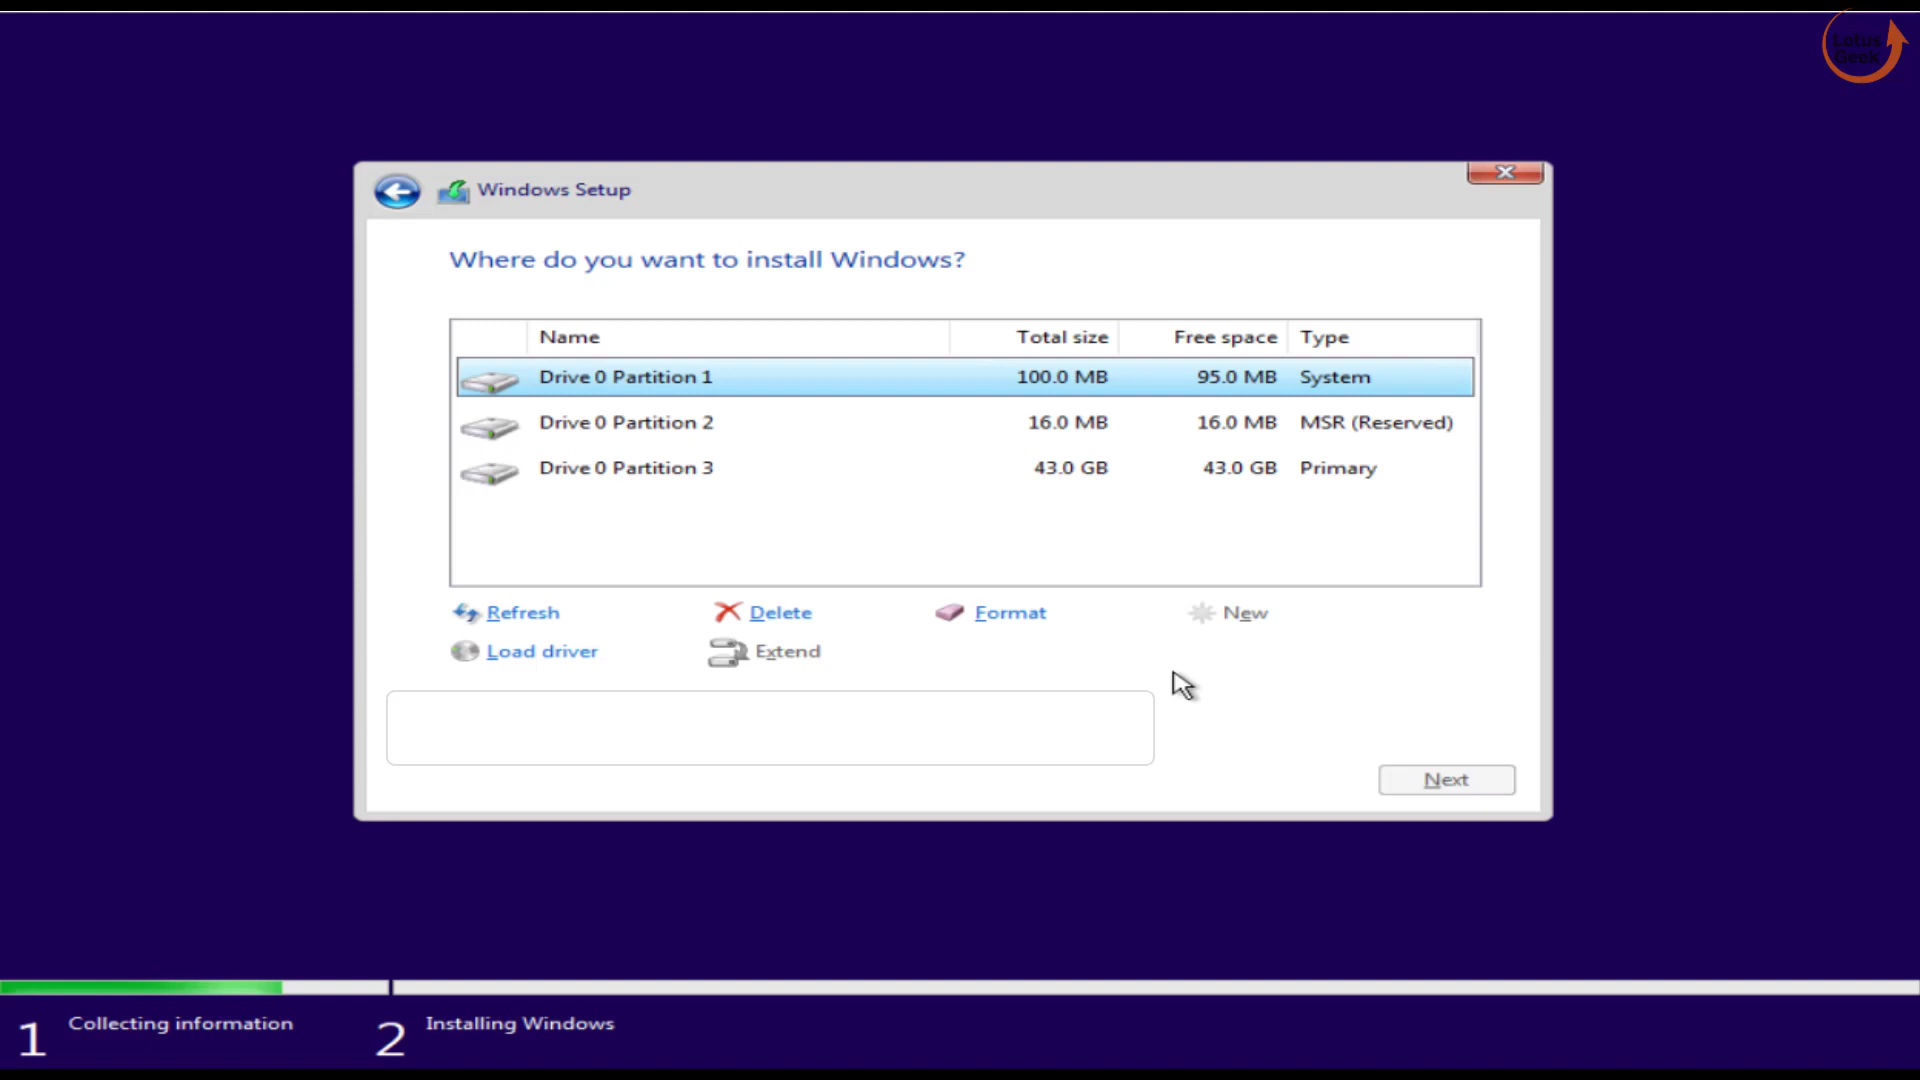 Lotus
Geek
Windows Setup
Where do you want to install Windows?
Name Total size Free space Type
Drive 0 Partition 1 100.0 MB 95.0 MB System
Drive 0 Partition 2 16.0 MB 16.0 MB MSR (Reserved)
Drive 0 Partition 3 43.0 GB 43.0 GB Primary
Refresh Delete Format New
Load driver Extend
Next
1 Collecting information 2 Installing Windows